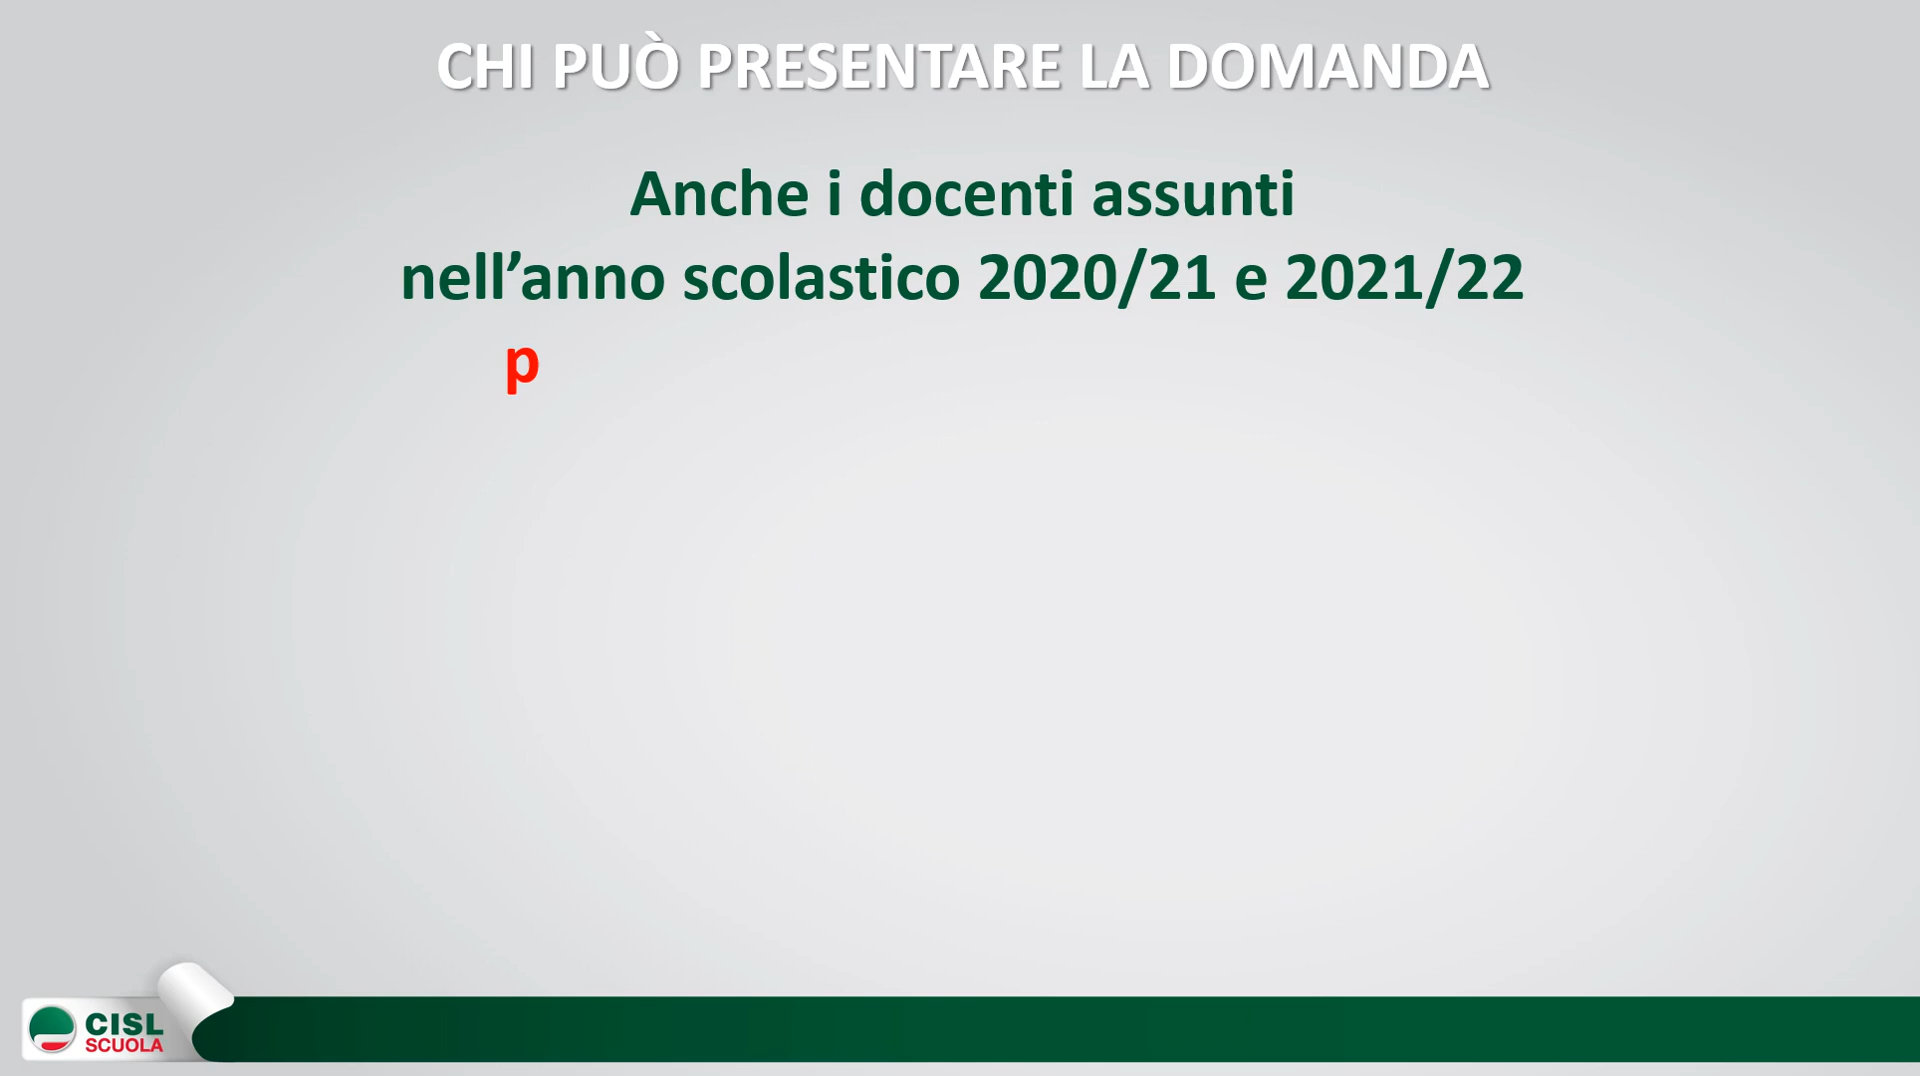 CHI PUÒ PRESENTARE LA DOMANDA
Anche i docenti assunti
nell’anno scolastico 2020/21 e 2021/22
p
CISL
SCUOLA